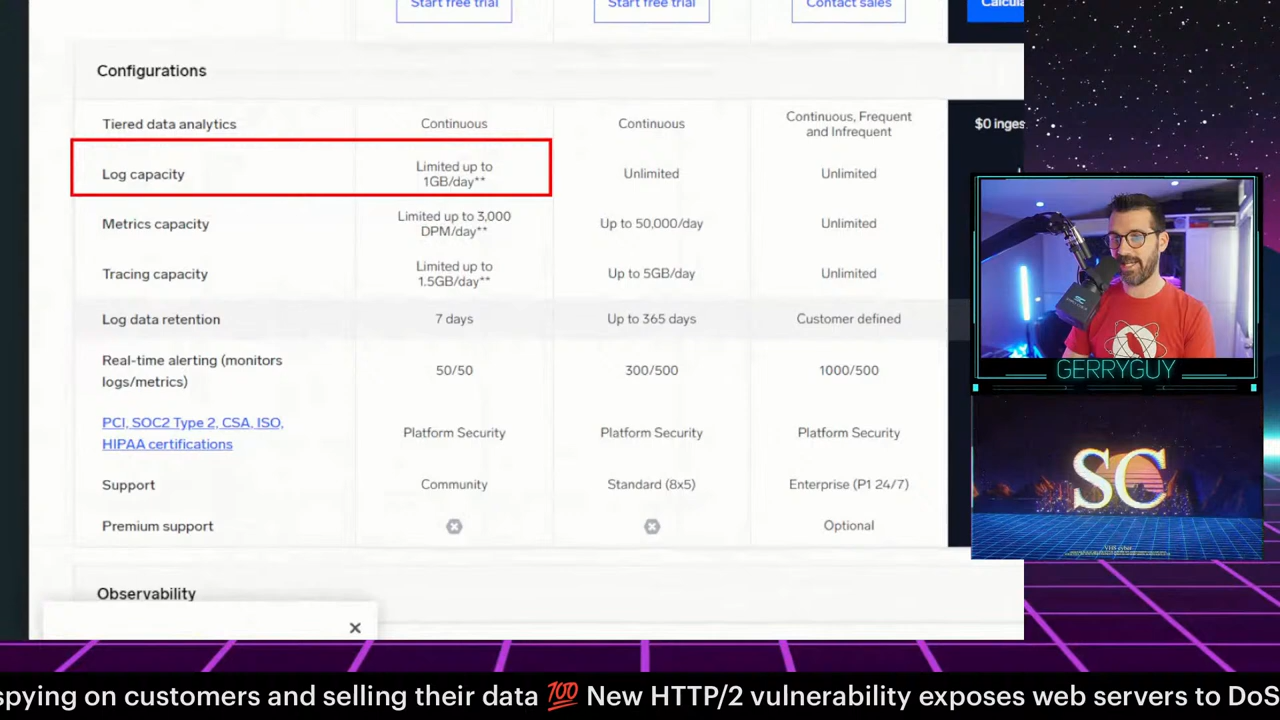 Start free trial
Start free trial
Contact sales
Configurations
Tiered data analytics
Continuous
Continuous
Continuous, Frequent
and Infrequent
$0 inges
Log capacity
Limited up to
1GB/day**
Unlimited
Unlimited
Metrics capacity
Limited up to 3,000
DPM/day**
Up to 50,000/day
Unlimited
Tracing capacity
Limited up to
1.5GB/day**
Up to 5GB/day
Unlimited
Log data retention
7 days
Up to 365 days
Customer defined
Real-time alerting (monitors
logs/metrics)
50/50
300/500
1000/500
PCI, SOC2 Type 2, CSA, ISO,
HIPAA certifications
Platform Security
Platform Security
Platform Security
Support
Community
Standard (8x5)
Enterprise (P1 24/7)
Premium support
Optional
Observability
GERRYGUY
SC
spying on customers and selling their data 💯 New HTTP/2 vulnerability exposes web servers to DoS